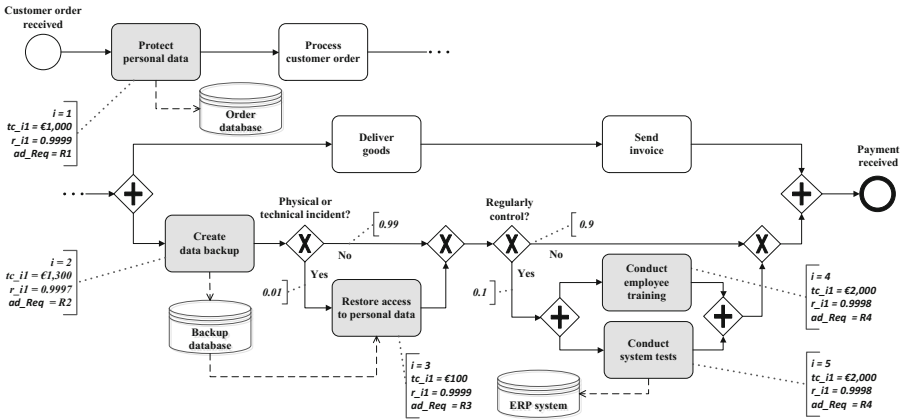 Customer order
received
Protect
personal data
Process
customer order
...
Order
database
i = 1
tc_i1 = €1,000
r_i1 = 0.9999
ad_Req = R1
Deliver
goods
Send
invoice
Payment
received
...
Physical or
technical incident?
0.99
Regularly
control?
0.9
Create
data backup
X
No
X
X
No
X
Yes
0.01
Yes
0.1
i = 2
tc_i1 = €1,300
r_i1 = 0.9997
ad_Req = R2
Restore access
to personal data
Conduct
employee
training
i = 4
tc_i1 = €2,000
r_i1 = 0.9998
ad_Req = R4
Backup
database
Conduct
system tests
i = 3
tc_i1 = €100
r_i1 = 0.9999
ad_Req = R3
ERP system
i = 5
tc_i1 = €2,000
r_i1 = 0.9998
ad_Req = R4